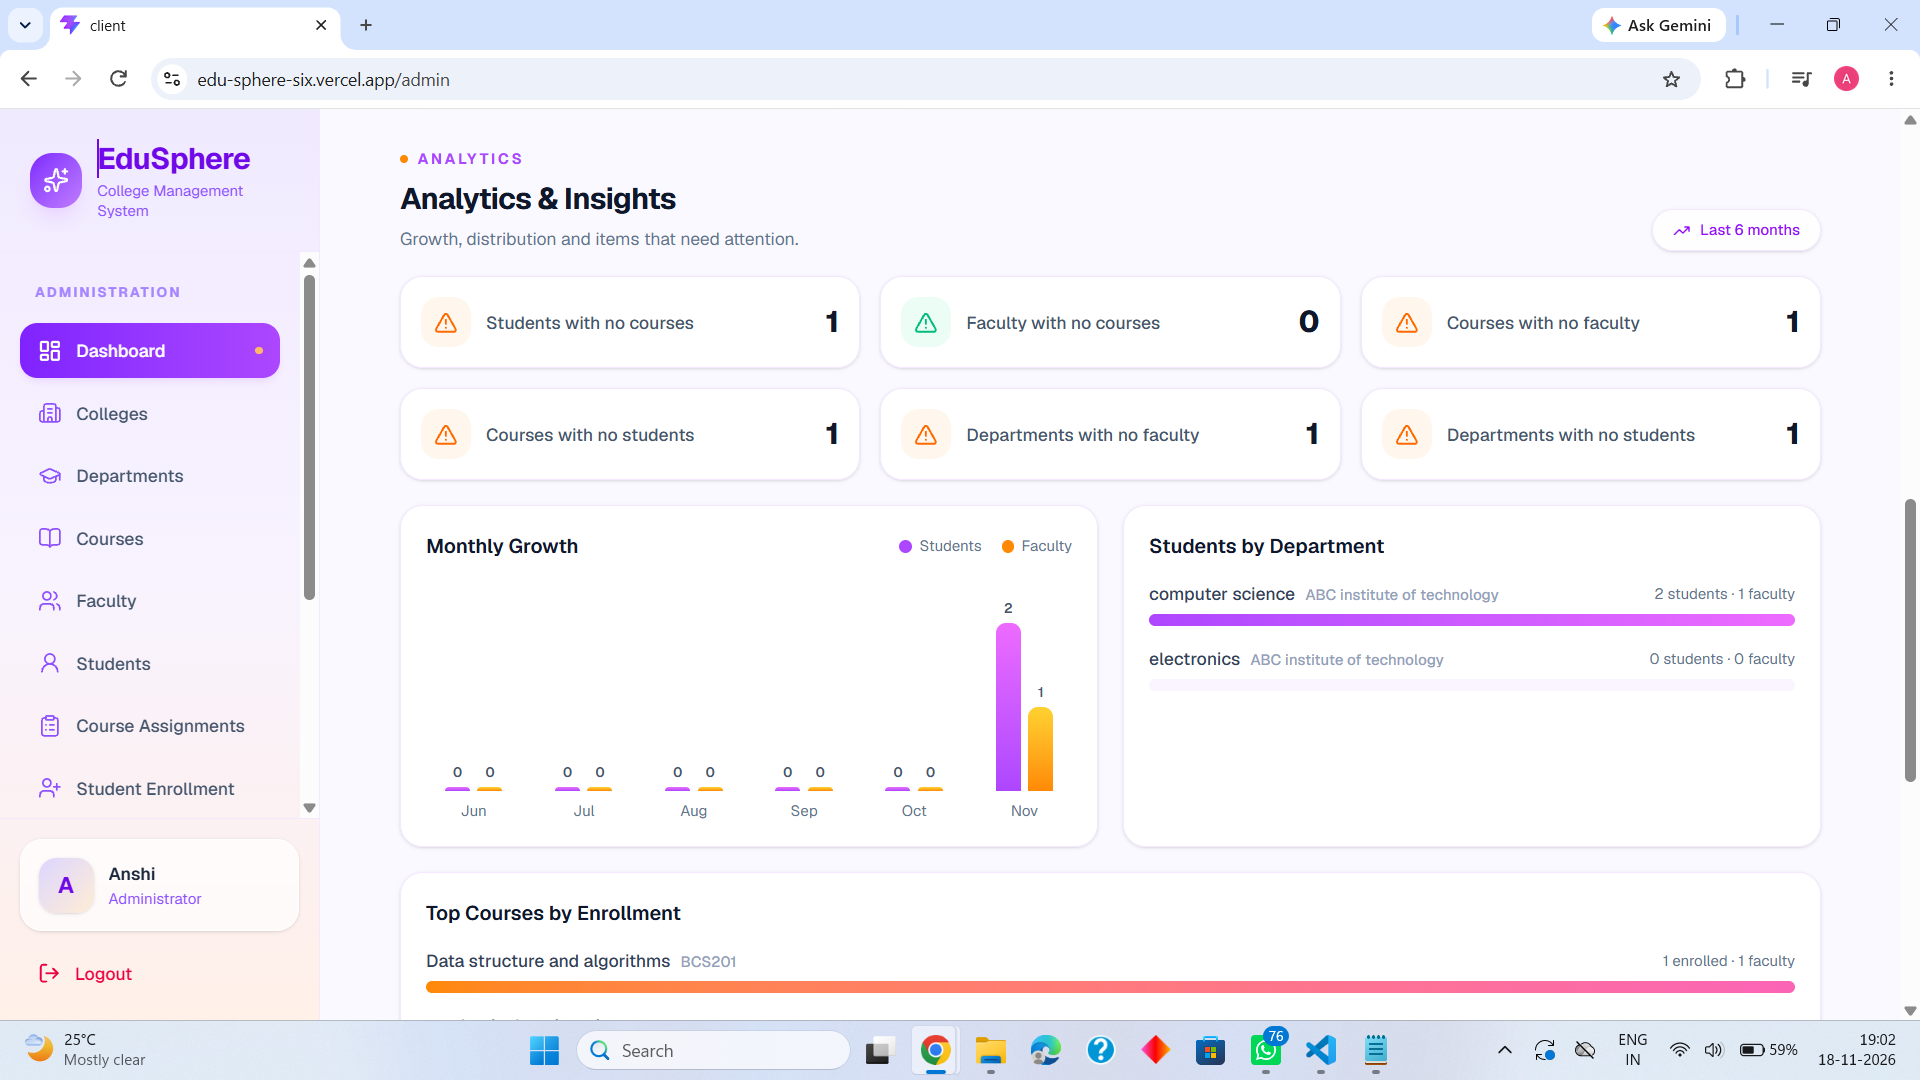 client
Ask Gemini
edu-sphere-six.vercel.app/admin
A
EduSphere
College Management
System
ADMINISTRATION
Dashboard
Colleges
Departments
Courses
Faculty
Students
Course Assignments
Student Enrollment
A
Anshi
Administrator
Logout
ANALYTICS
Analytics & Insights
Growth, distribution and items that need attention.
Last 6 months
Students with no courses 1
Faculty with no courses 0
Courses with no faculty 1
Courses with no students 1
Departments with no faculty 1
Departments with no students 1
Monthly Growth
Students Faculty
2
1
0 0 0 0 0 0 0 0 0 0
Jun Jul Aug Sep Oct Nov
Students by Department
computer science ABC institute of technology 2 students · 1 faculty
electronics ABC institute of technology 0 students · 0 faculty
Top Courses by Enrollment
Data structure and algorithms BCS201 1 enrolled · 1 faculty
25°C
Mostly clear
Search
76
ENG
IN
59%
19:02
18-11-2026